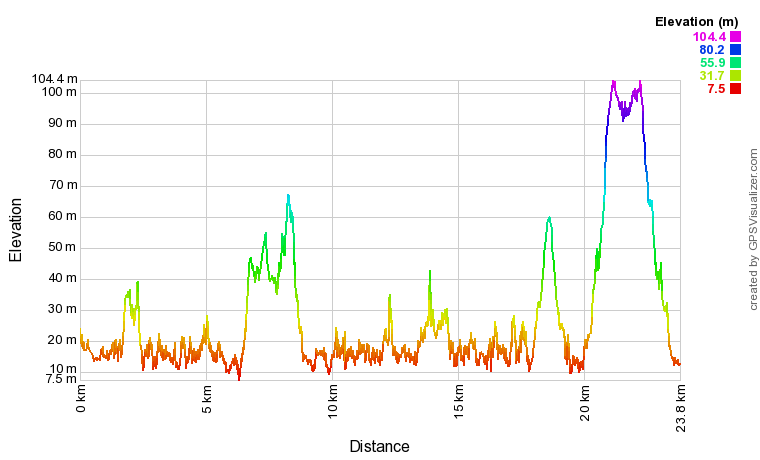 Elevation (m)
104.4
80.2
55.9
31.7
7.5
104.4 m
100 m
90 m
80 m
70 m
60 m
50 m
40 m
30 m
20 m
10 m
7.5 m
Elevation
0 km
5 km
10 km
15 km
20 km
23.8 km
Distance
created by GPSVisualizer.com